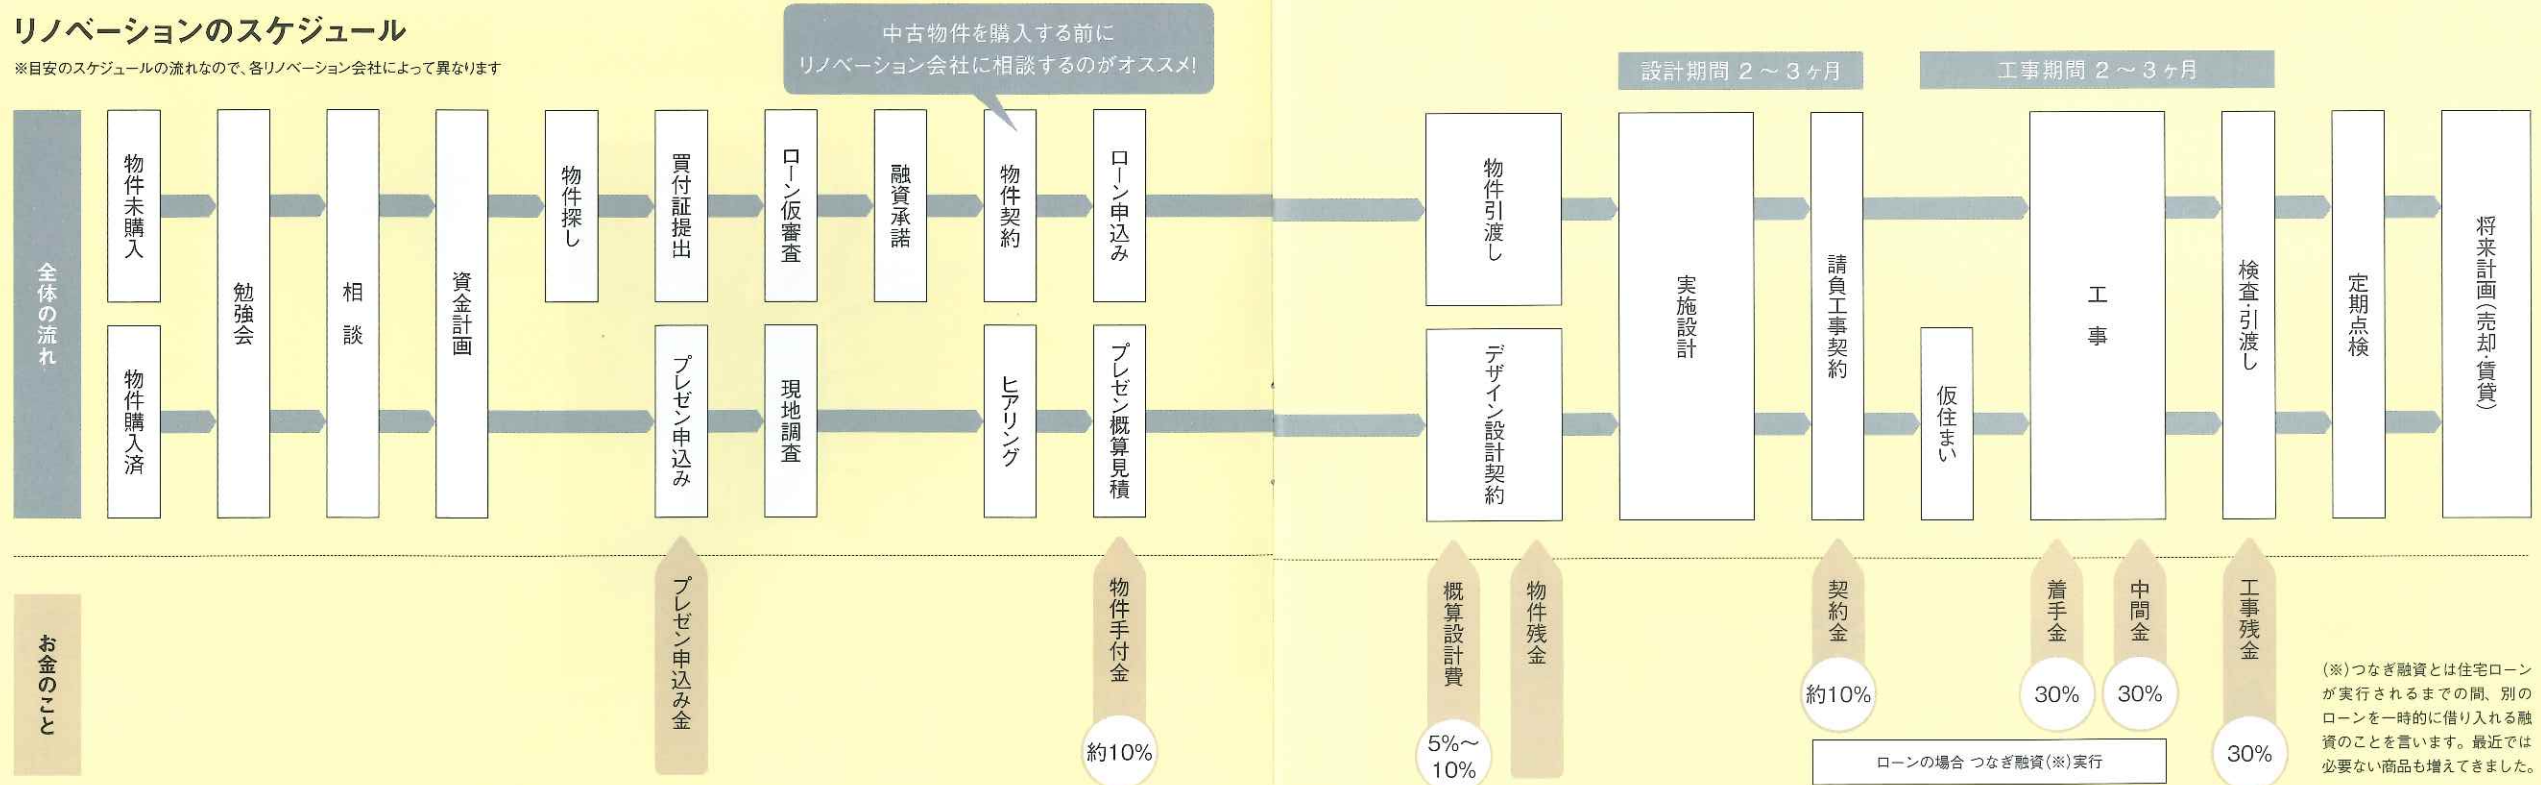 リノベーションのスケジュール
※目安のスケジュールの流れなので、各リノベーション会社によって異なります
中古物件を購入する前に
リノベーション会社に相談するのがオススメ!
設計期間 2～3ヶ月
工事期間 2～3ヶ月
全体の流れ
物件未購入
物件購入済
勉強会
相談
資金計画
物件探し
買付証提出
ローン仮審査
融資承諾
物件契約
ローン申込み
プレゼン申込み
現地調査
ヒアリング
プレゼン概算見積
物件引渡し
デザイン設計契約
実施設計
請負工事契約
仮住まい
工事
検査・引渡し
定期点検
将来計画(売却・賃貸)
お金のこと
プレゼン申込み金
物件手付金
約10%
概算設計費
5%～
10%
物件残金
契約金
約10%
着手金
30%
中間金
30%
ローンの場合 つなぎ融資(※)実行
工事残金
30%
(※)つなぎ融資とは住宅ローン
が実行されるまでの間、別の
ローンを一時的に借り入れる融
資のことを言います。最近では
必要ない商品も増えてきました。